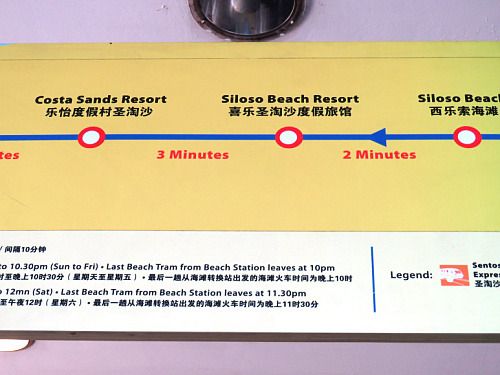 Costa Sands Resort
乐怡度假村圣淘沙
Siloso Beach Resort
喜乐圣淘沙度假旅馆
Siloso Beac
西乐索海滩
tes
3 Minutes
2 Minutes
/ 间隔10分钟
to 10.30pm (Sun to Fri) • Last Beach Tram from Beach Station leaves at 10pm
时至晚上10时30分（星期天至星期五）• 最后一趟从海滩转换站出发的海滩火车时间为晚上10时
to 12mn (Sat) • Last Beach Tram from Beach Station leaves at 11.30pm
至午夜12时（星期六）• 最后一趟从海滩转换站出发的海滩火车时间为晚上11时30分
Legend:
Sentos
Expres
圣淘沙